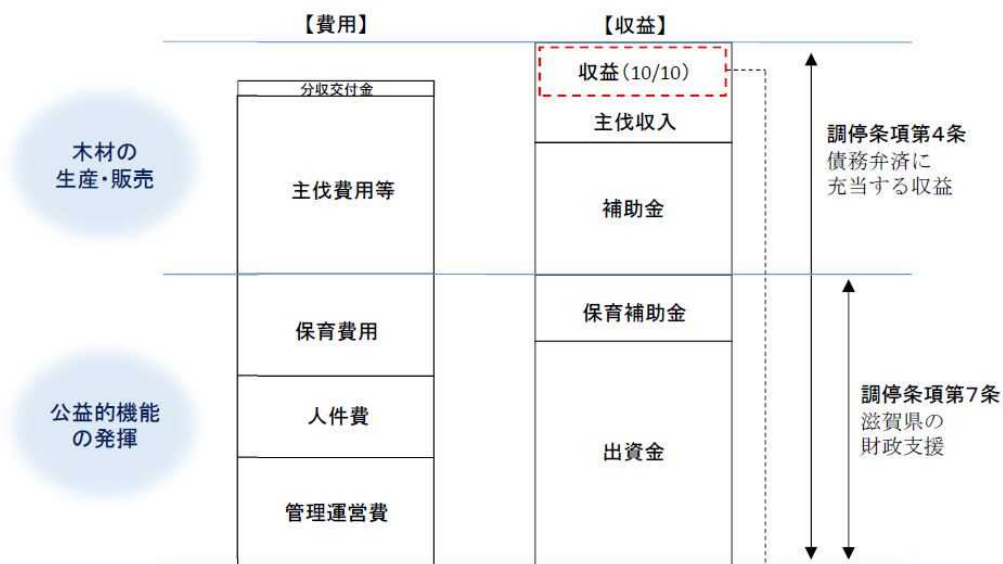 【費用】
【収益】
分収交付金
収益(10/10)
主伐収入
木材の
生産・販売
主伐費用等
補助金
調停条項第4条
債務弁済に
充当する収益
保育費用
保育補助金
公益的機能
の発揮
人件費
出資金
調停条項第7条
滋賀県の
財政支援
管理運営費